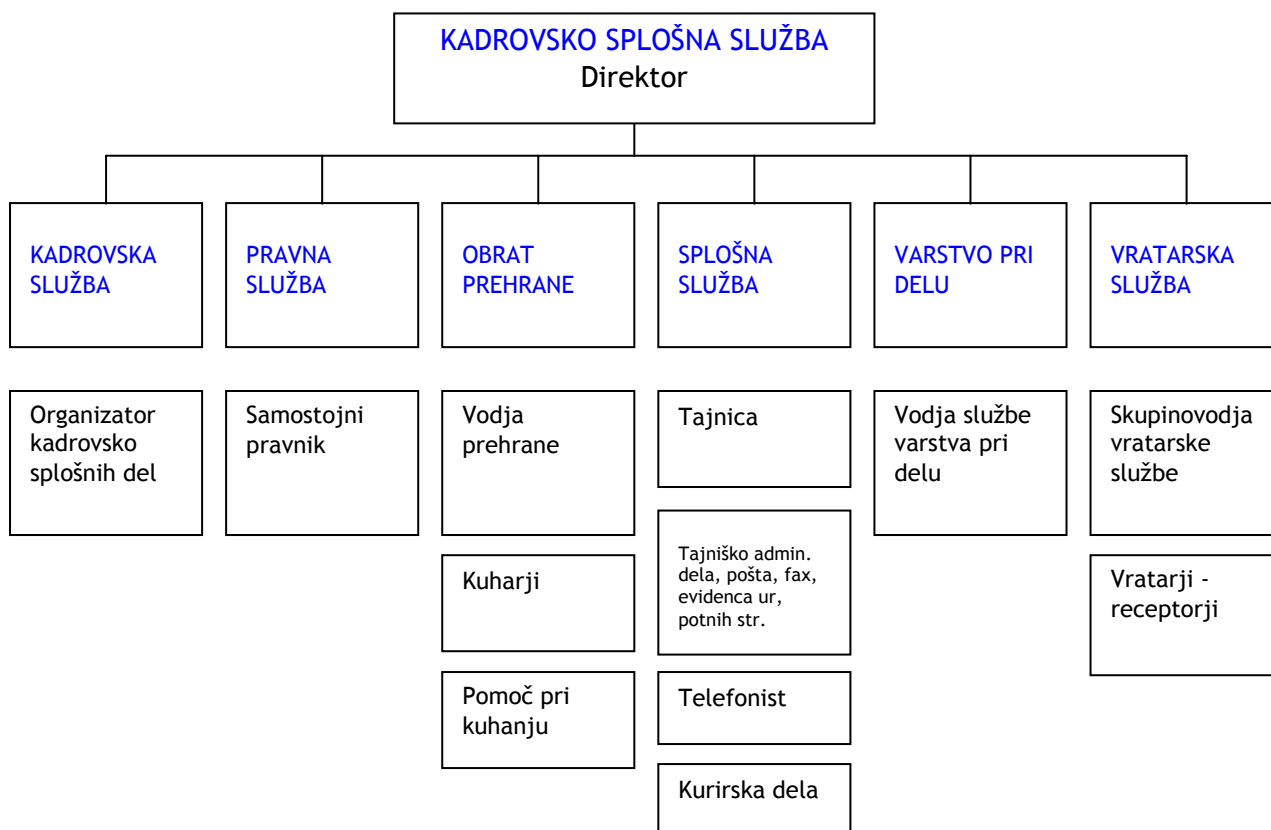 KADROVSKO SPLOŠNA SLUŽBA
Direktor
KADROVSKA
SLUŽBA
PRAVNA
SLUŽBA
OBRAT
PREHRANE
SPLOŠNA
SLUŽBA
VARSTVO PRI
DELU
VRATARSKA
SLUŽBA
Organizator
kadrovsko
splošnih del
Samostojni
pravnik
Vodja
prehrane
Tajnica
Vodja službe
varstva pri
delu
Skupinovodja
vratarske
službe
Kuharji
Tajniško admin.
dela, pošta, fax,
evidenca ur,
potnih str.
Vratarji -
receptorji
Pomoč pri
kuhanju
Telefonist
Kurirska dela